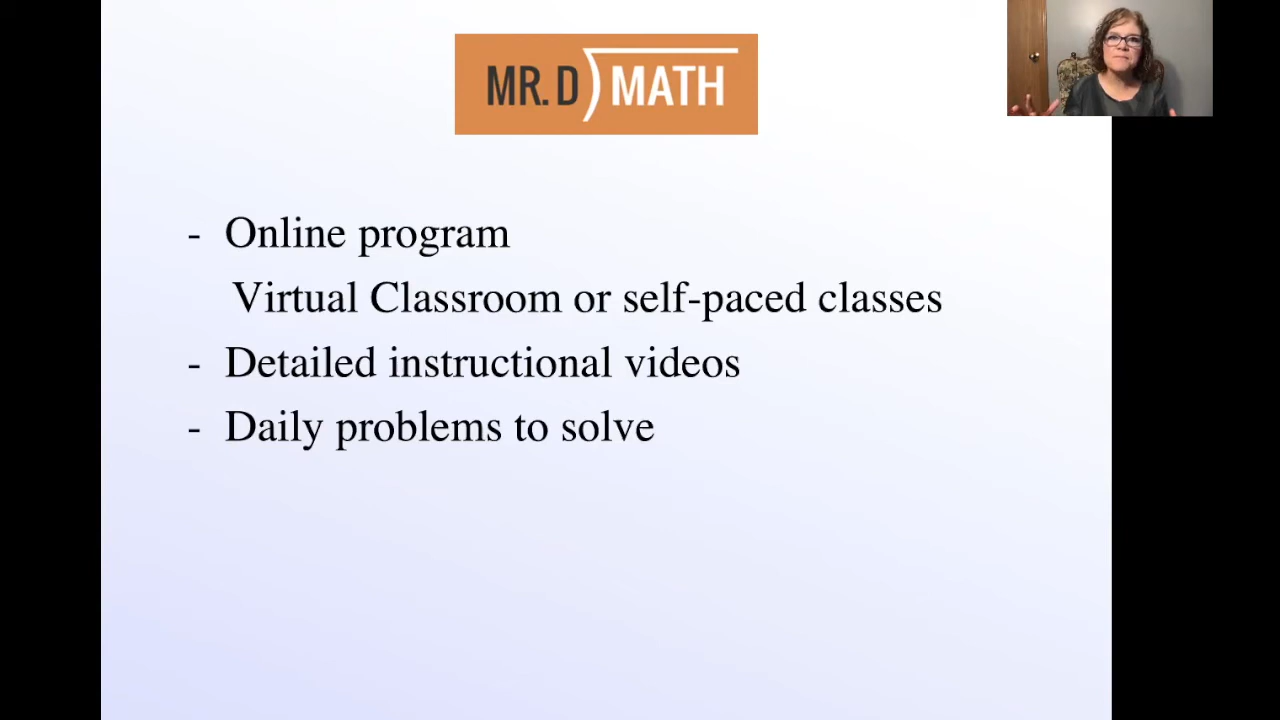 MR. D MATH
- Online program
Virtual Classroom or self-paced classes
- Detailed instructional videos
- Daily problems to solve